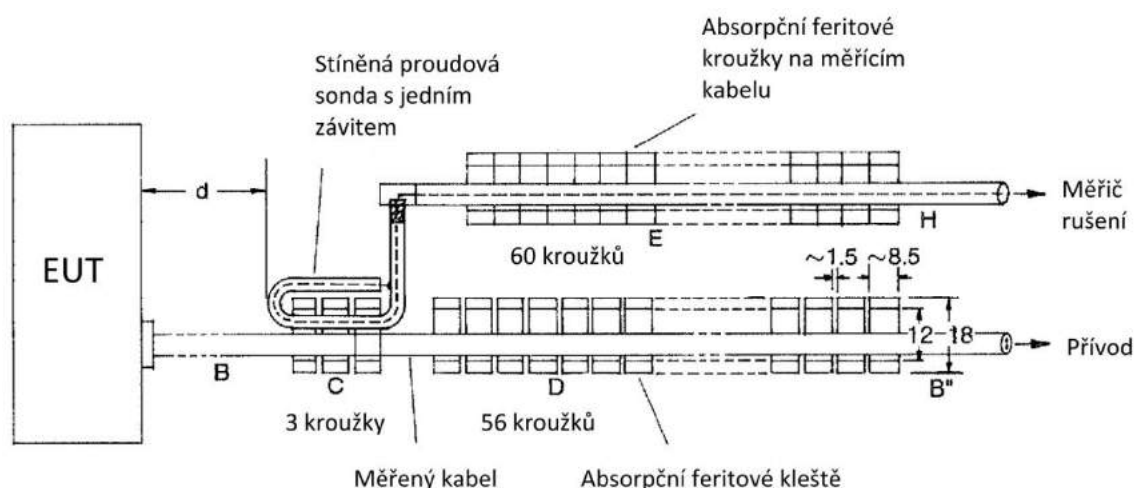 Absorpční feritové
kroužky na měřícím
kabelu
Stíněná proudová
sonda s jedním
závitem
d
Měřič
rušení
H
E
60 kroužků
~1.5
~8.5
EUT
12
18
Přívod
B
C
D
B"
3 kroužky
56 kroužků
Měřený kabel
Absorpční feritové kleště